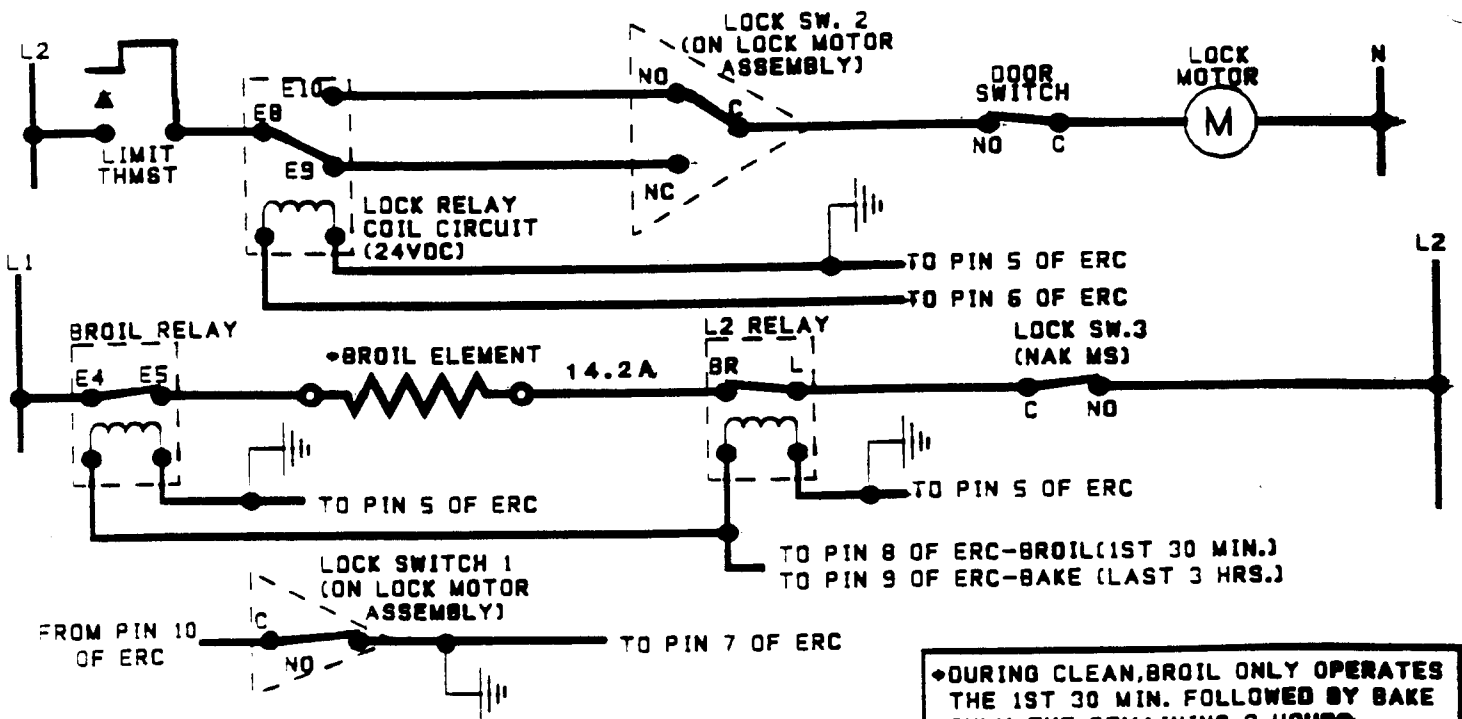 LOCK SW. 2
(ON LOCK MOTOR
ASSEMBLY)
L2
LOCK
MOTOR
N
DOOR
SWITCH
NO
E10
E8
C
M
LIMIT
THMST
E9
NO
C
NC
LOCK RELAY
COIL CIRCUIT
(24VDC)
L1
L2
TO PIN 5 OF ERC
TO PIN 6 OF ERC
BROIL RELAY
L2 RELAY
LOCK SW.3
(NAK MS)
*BROIL ELEMENT
14.2A
E4
E5
BR
L
C
NO
TO PIN 5 OF ERC
TO PIN 5 OF ERC
TO PIN 8 OF ERC-BROIL(1ST 30 MIN.)
TO PIN 9 OF ERC-BAKE (LAST 3 HRS.)
LOCK SWITCH 1
(ON LOCK MOTOR
ASSEMBLY)
C
FROM PIN 10
OF ERC
NO
TO PIN 7 OF ERC
*DURING CLEAN,BROIL ONLY OPERATES
THE 1ST 30 MIN. FOLLOWED BY BAKE